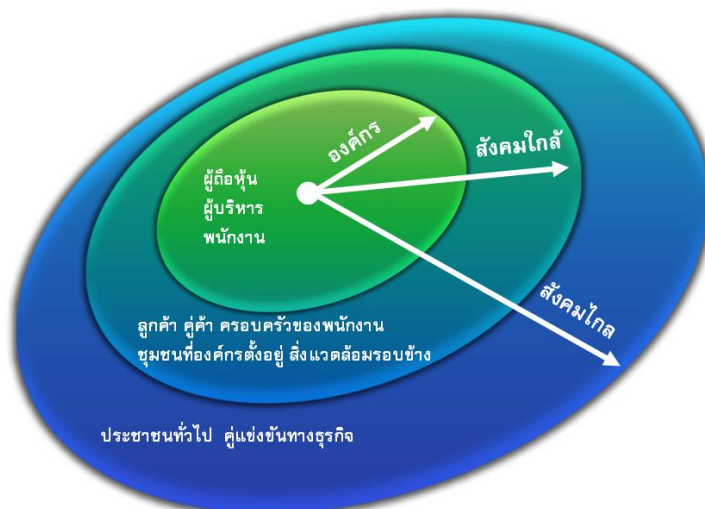 องค์กร
สังคมใกล้
ผู้ถือหุ้น
ผู้บริหาร
พนักงาน
สังคมไกล
ลูกค้า คู่ค้า ครอบครัวของพนักงาน
ชุมชนที่องค์กรตั้งอยู่ สิ่งแวดล้อมรอบข้าง
ประชาชนทั่วไป คู่แข่งขันทางธุรกิจ